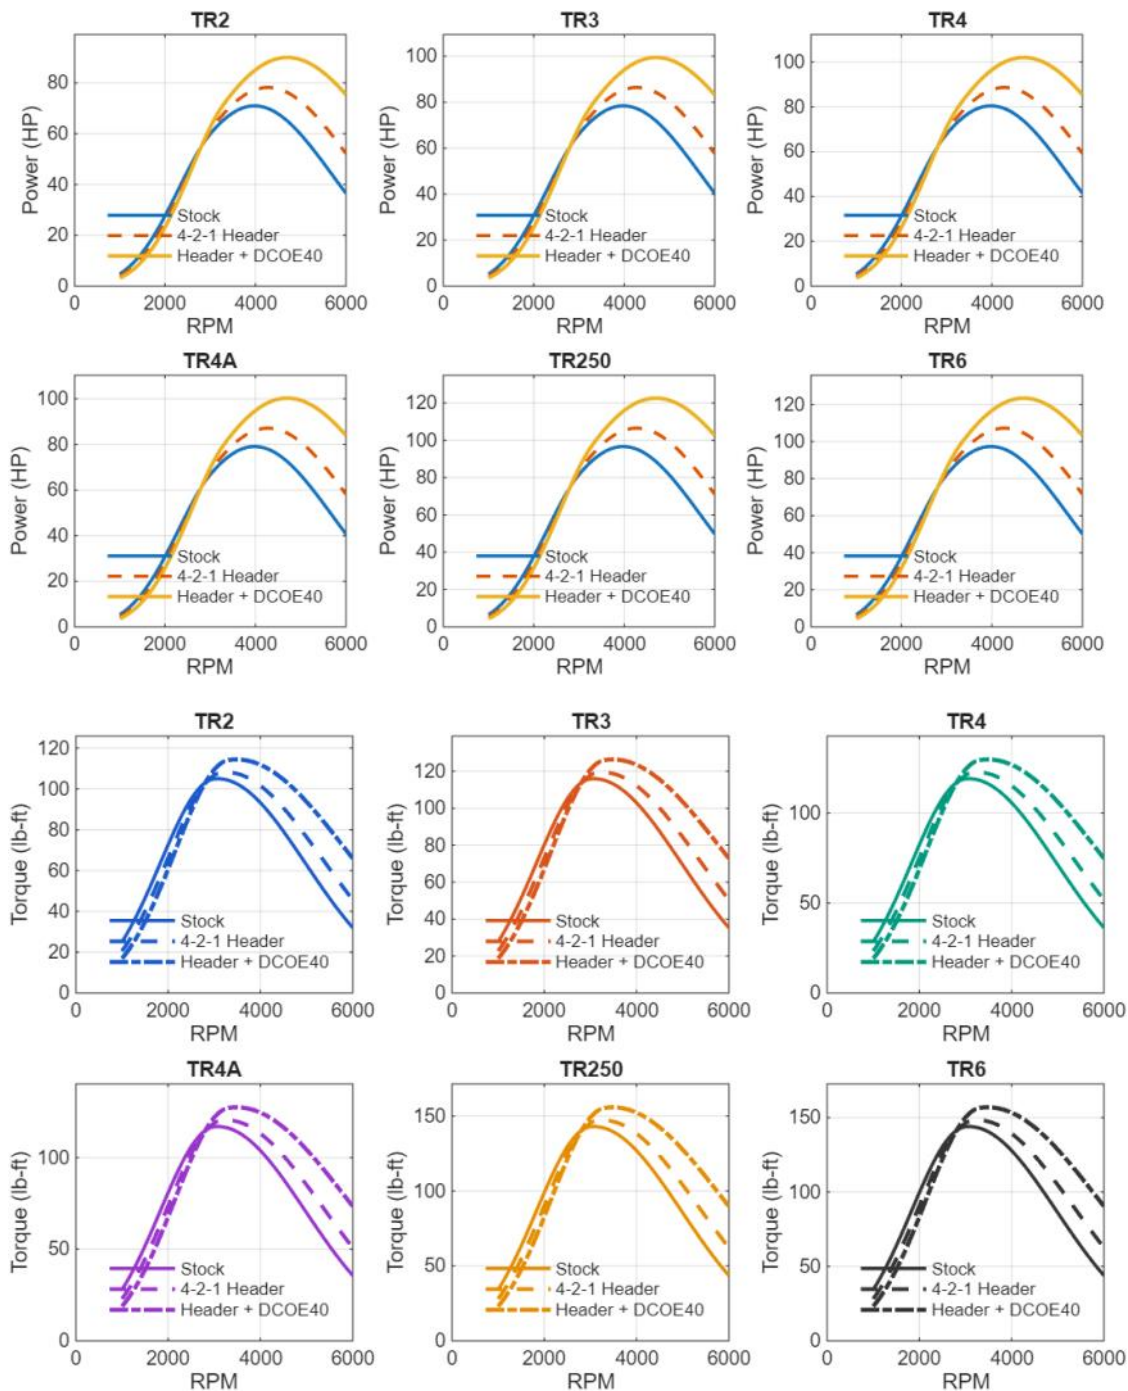 TR2
Power (HP)
80
60
40
20
0
Stock
4-2-1 Header
Header + DCOE40
0 2000 4000 6000
RPM
TR3
Power (HP)
100
80
60
40
20
0
Stock
4-2-1 Header
Header + DCOE40
0 2000 4000 6000
RPM
TR4
Power (HP)
100
80
60
40
20
0
Stock
4-2-1 Header
Header + DCOE40
0 2000 4000 6000
RPM
TR4A
Power (HP)
100
80
60
40
20
0
Stock
4-2-1 Header
Header + DCOE40
0 2000 4000 6000
RPM
TR250
Power (HP)
120
100
80
60
40
20
0
Stock
4-2-1 Header
Header + DCOE40
0 2000 4000 6000
RPM
TR6
Power (HP)
120
100
80
60
40
20
0
Stock
4-2-1 Header
Header + DCOE40
0 2000 4000 6000
RPM
TR2
Torque (lb-ft)
120
100
80
60
40
20
0
Stock
4-2-1 Header
Header + DCOE40
0 2000 4000 6000
RPM
TR3
Torque (lb-ft)
120
100
80
60
40
20
0
Stock
4-2-1 Header
Header + DCOE40
0 2000 4000 6000
RPM
TR4
Torque (lb-ft)
100
50
0
Stock
4-2-1 Header
Header + DCOE40
0 2000 4000 6000
RPM
TR4A
Torque (lb-ft)
100
50
0
Stock
4-2-1 Header
Header + DCOE40
0 2000 4000 6000
RPM
TR250
Torque (lb-ft)
150
100
50
0
Stock
4-2-1 Header
Header + DCOE40
0 2000 4000 6000
RPM
TR6
Torque (lb-ft)
150
100
50
0
Stock
4-2-1 Header
Header + DCOE40
0 2000 4000 6000
RPM